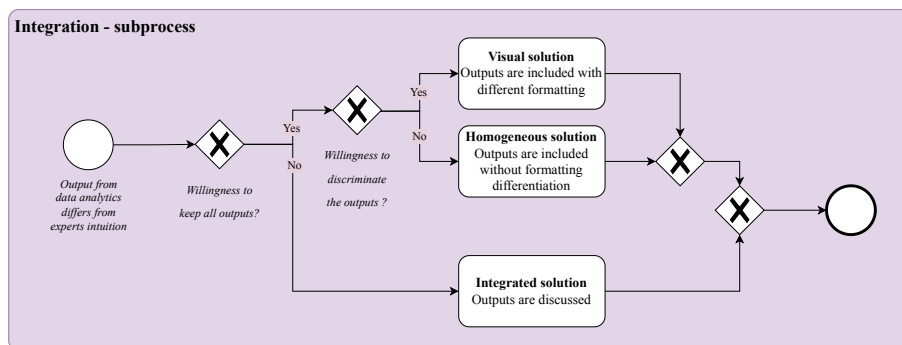 Integration - subprocess
Output from
data analytics
differs from
experts intuition
Willingness to
keep all outputs?
Yes
No
Willingness to
discriminate
the outputs ?
Yes
No
Visual solution
Outputs are included with
different formatting
Homogeneous solution
Outputs are included
without formatting
differentiation
Integrated solution
Outputs are discussed